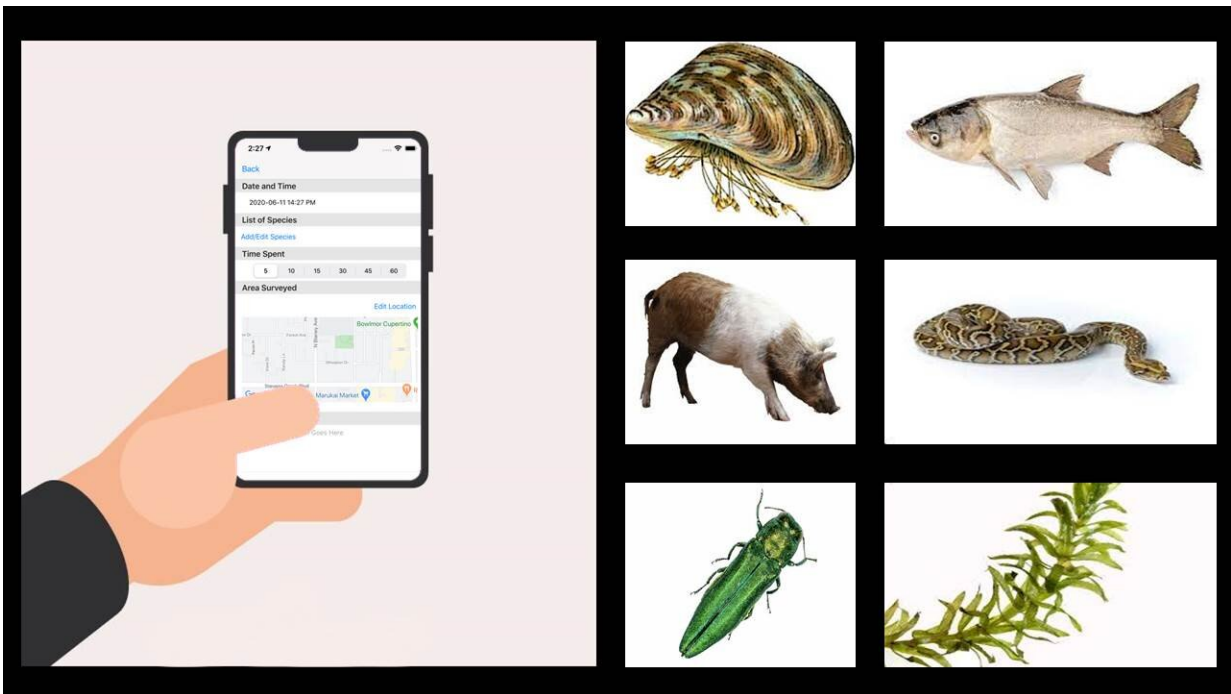 2:27
Back
Date and Time
2020-06-11 14:27 PM
List of Species
Add/Edit Species
Time Spent
5 10 15 30 45 60
Area Surveyed
Edit Location
Bowlmor Cupertino
Marukai Market
Goals Here